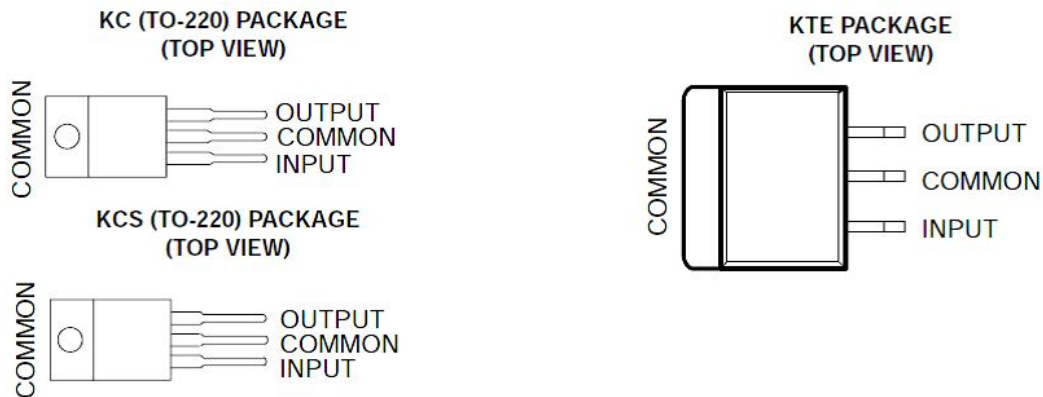 KC (TO-220) PACKAGE
(TOP VIEW)
COMMON
OUTPUT
COMMON
INPUT
KCS (TO-220) PACKAGE
(TOP VIEW)
COMMON
OUTPUT
COMMON
INPUT
KTE PACKAGE
(TOP VIEW)
COMMON
OUTPUT
COMMON
INPUT